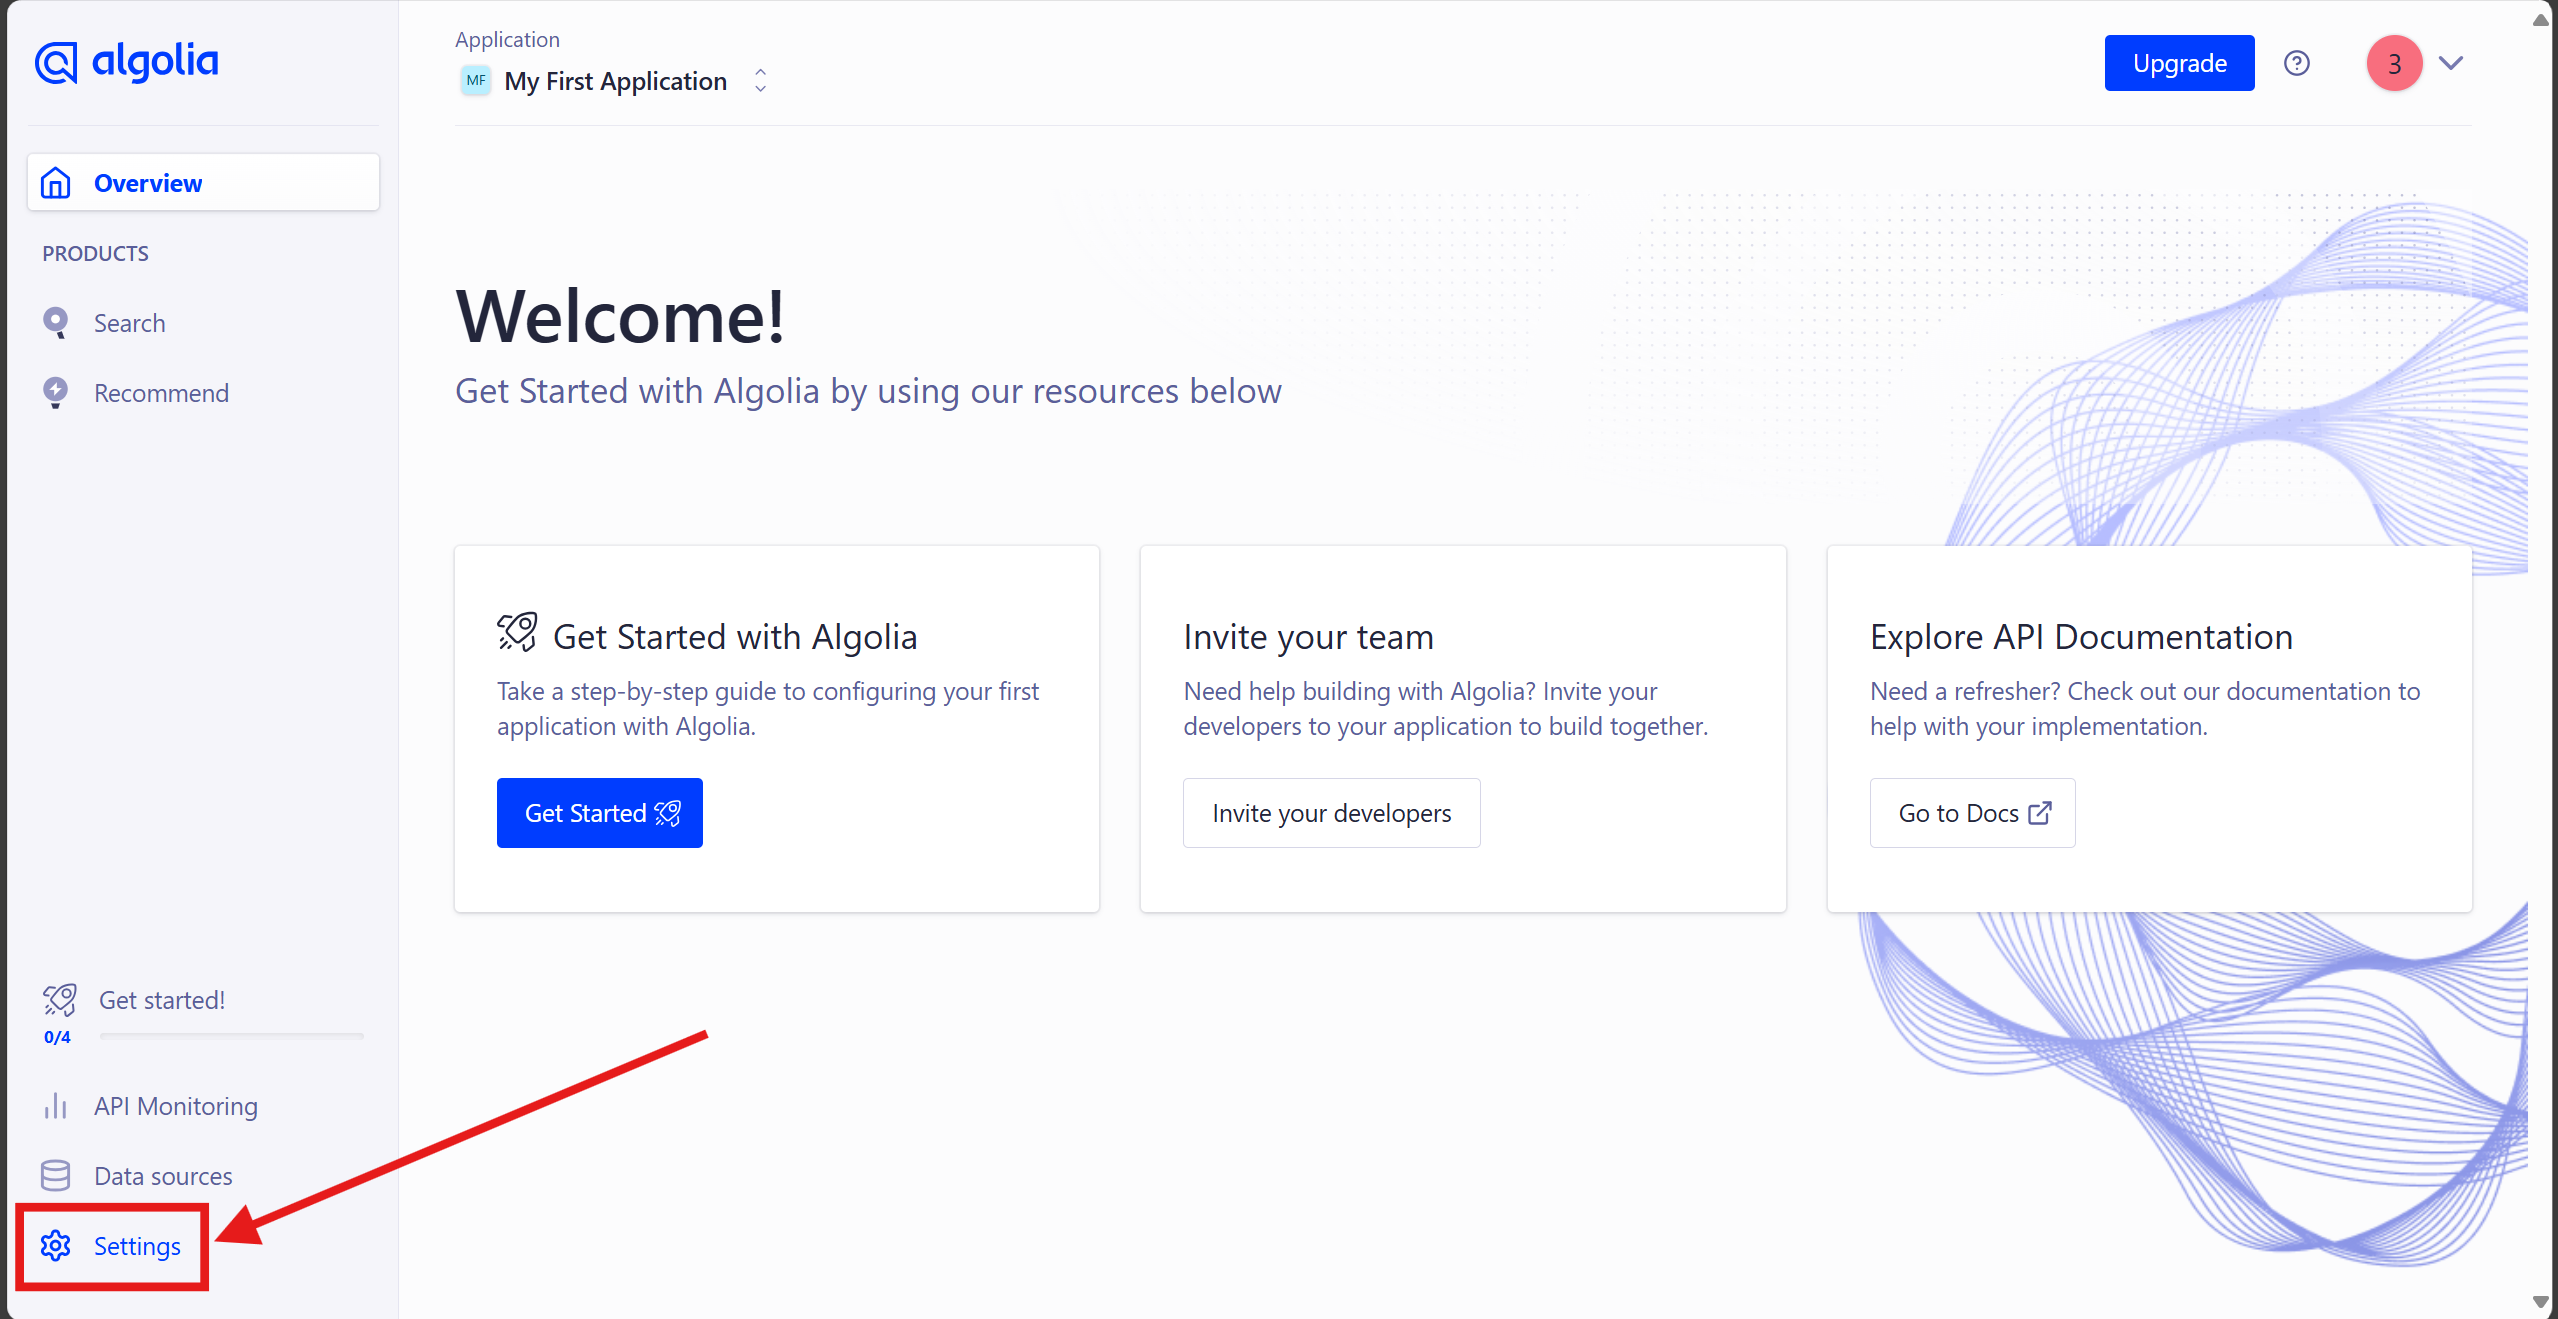 algolia
Overview
PRODUCTS
Search
Recommend
Get started!
0/4
API Monitoring
Data sources
Settings
Application
MF My First Application
Upgrade
?
3
Welcome!
Get Started with Algolia by using our resources below
Get Started with Algolia
Take a step-by-step guide to configuring your first
application with Algolia.
Get Started
Invite your team
Need help building with Algolia? Invite your
developers to your application to build together.
Invite your developers
Explore API Documentation
Need a refresher? Check out our documentation to
help with your implementation.
Go to Docs